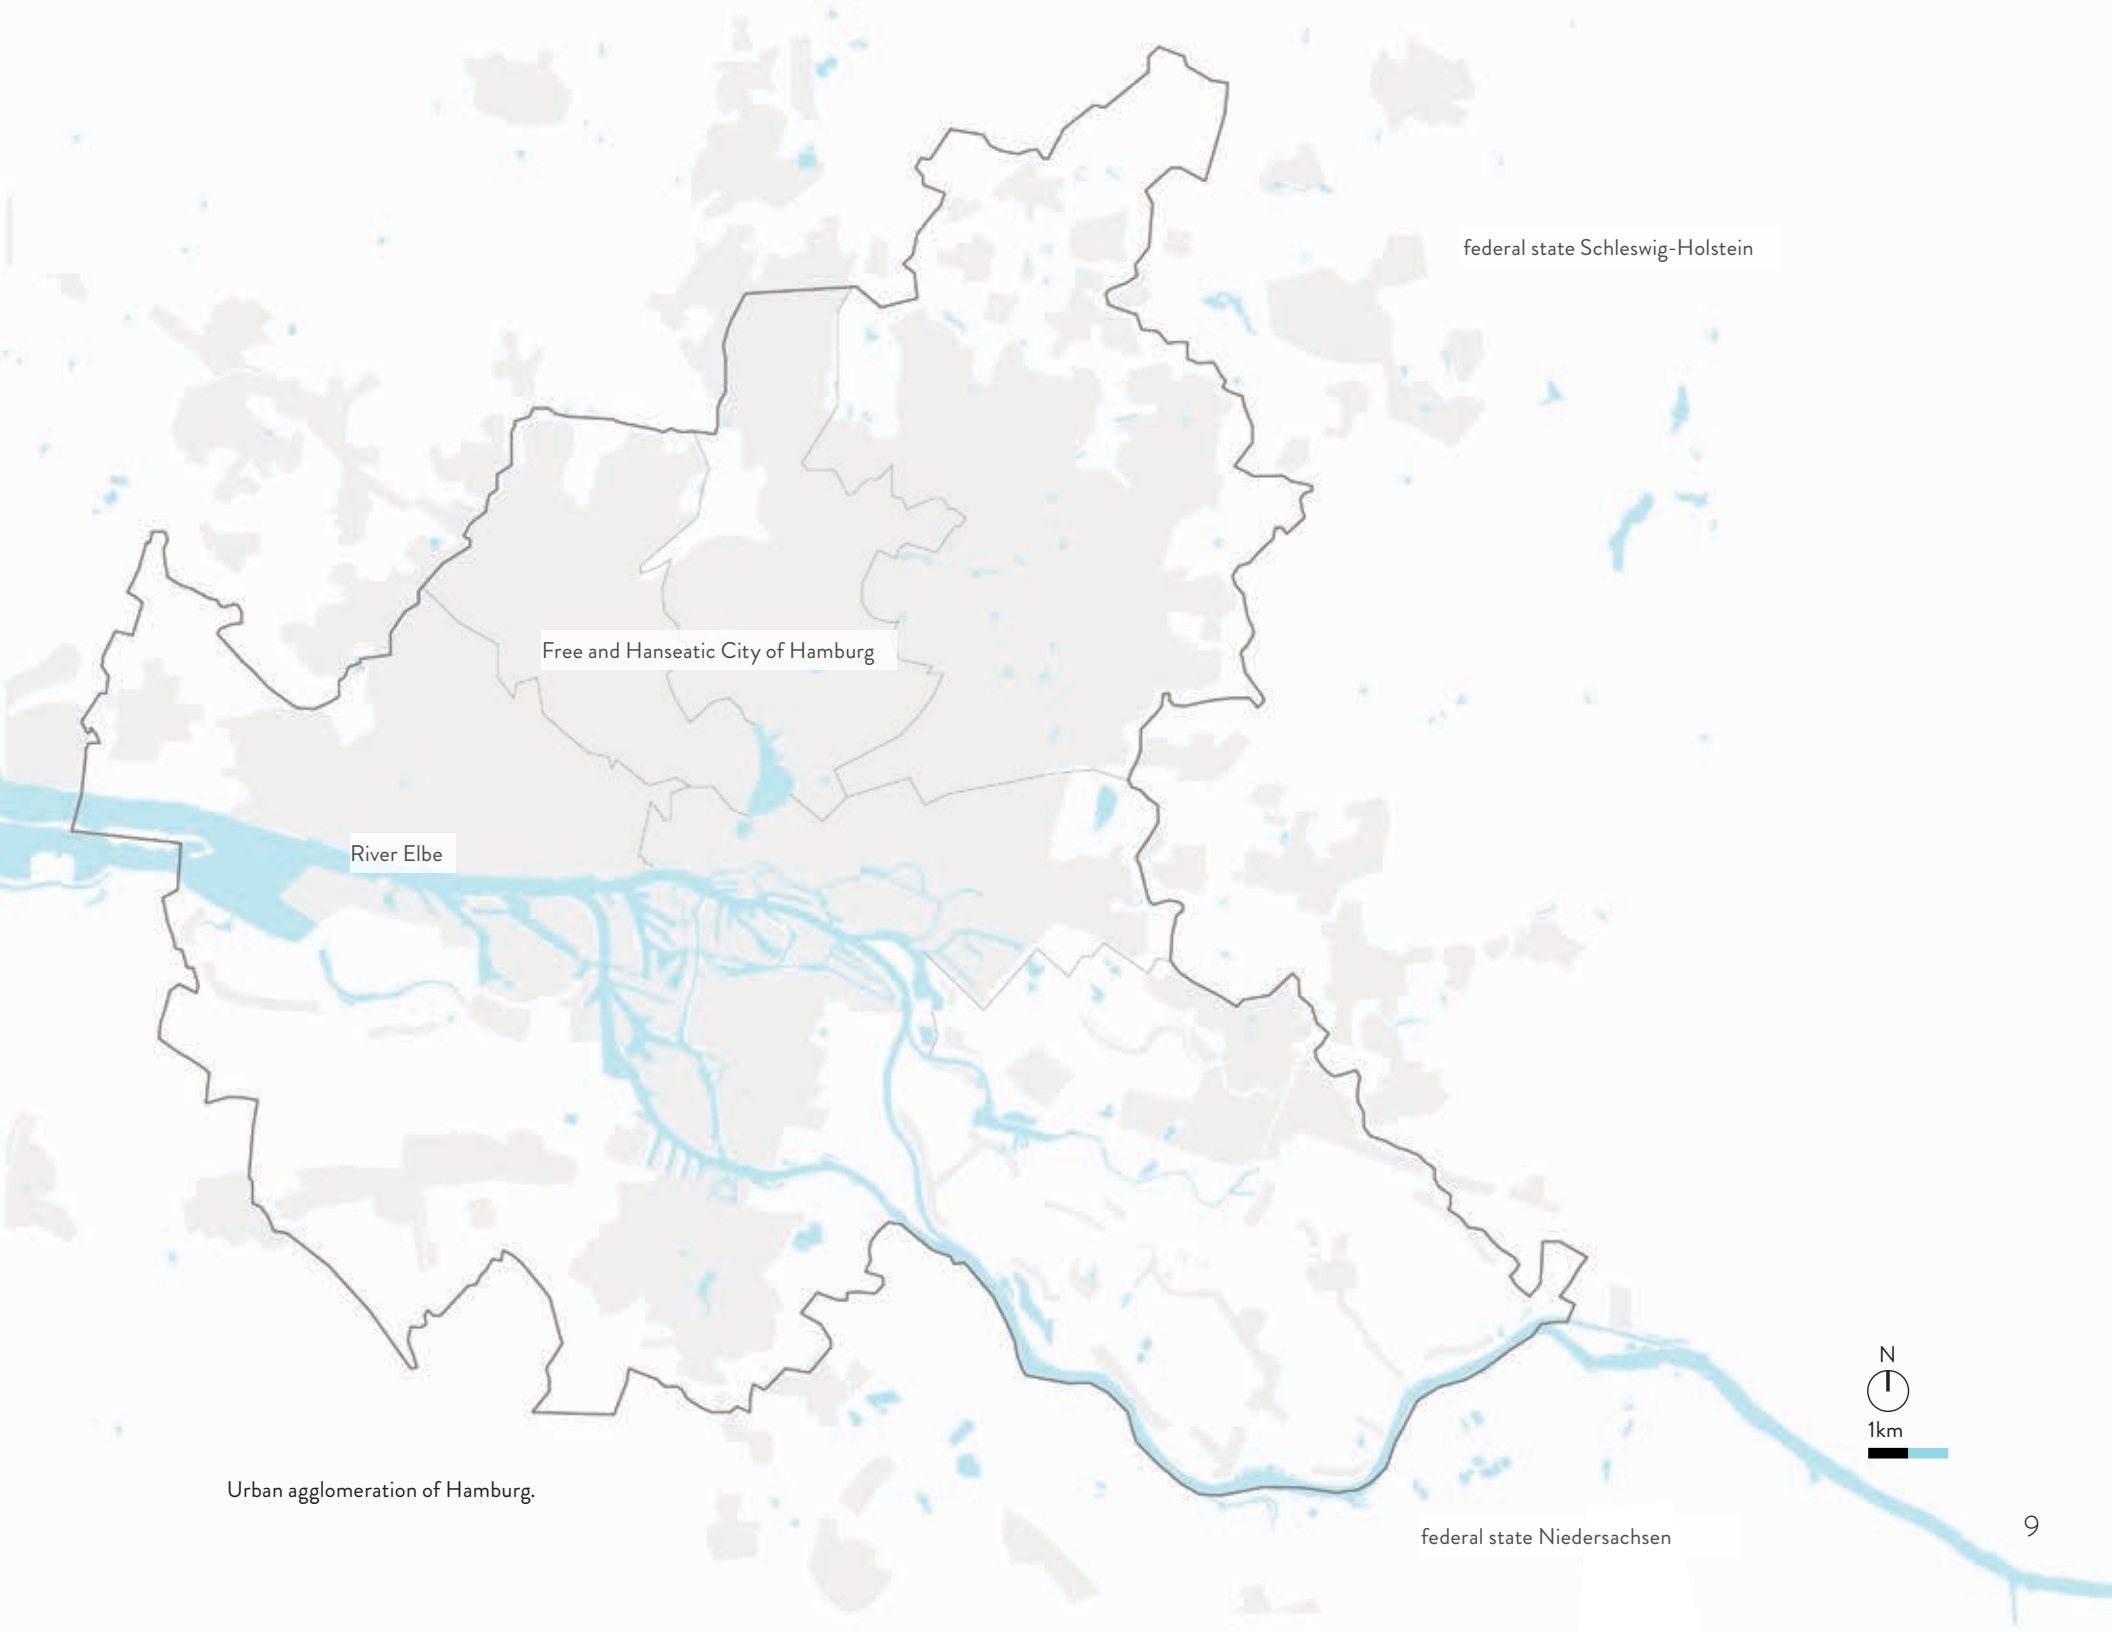 federal state Schleswig-Holstein
Free and Hanseatic City of Hamburg
River Elbe
N
1km
Urban agglomeration of Hamburg.
9
federal state Niedersachsen